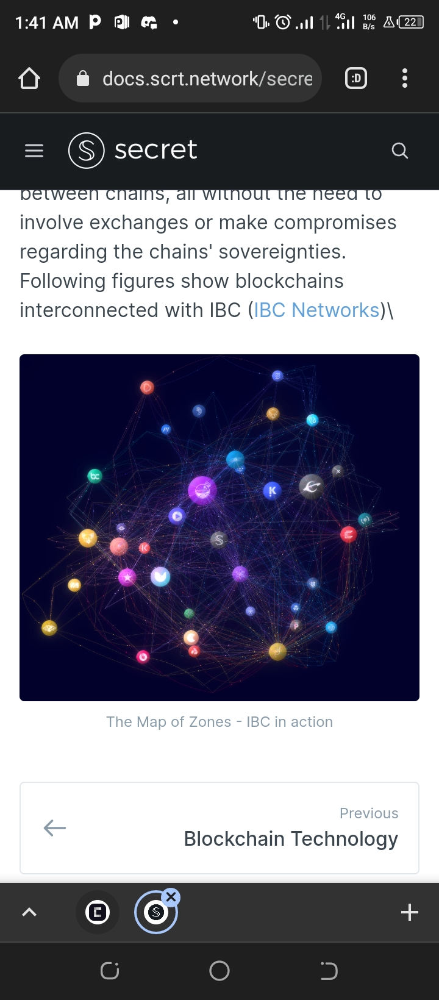 1:41 AM
4G
106
B/s
22
docs.scrt.network/secre
:D
secret
between chains, all without the need to
involve exchanges or make compromises
regarding the chains' sovereignties.
Following figures show blockchains
interconnected with IBC (IBC Networks)\
bc
K
S
K
P
The Map of Zones - IBC in action
Previous
Blockchain Technology